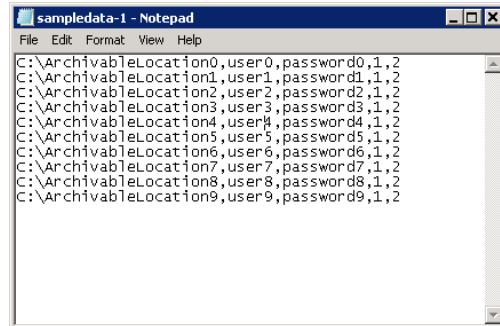 sampledata-1 - Notepad
File Edit Format View Help
C:\ArchivableLocation0,user0,password0,1,2
C:\ArchivableLocation1,user1,password1,1,2
C:\ArchivableLocation2,user2,password2,1,2
C:\ArchivableLocation3,user3,password3,1,2
C:\ArchivableLocation4,user4,password4,1,2
C:\ArchivableLocation5,user5,password5,1,2
C:\ArchivableLocation6,user6,password6,1,2
C:\ArchivableLocation7,user7,password7,1,2
C:\ArchivableLocation8,user8,password8,1,2
C:\ArchivableLocation9,user9,password9,1,2